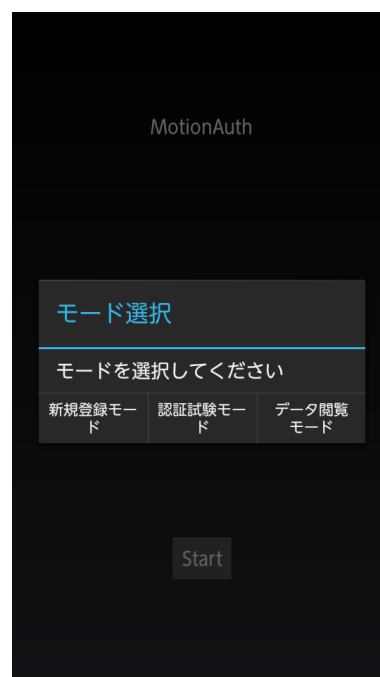 MotionAuth
モード選択
モードを選択してください
新規登録モー
ド
認証試験モー
ド
データ閲覧
モード
Start